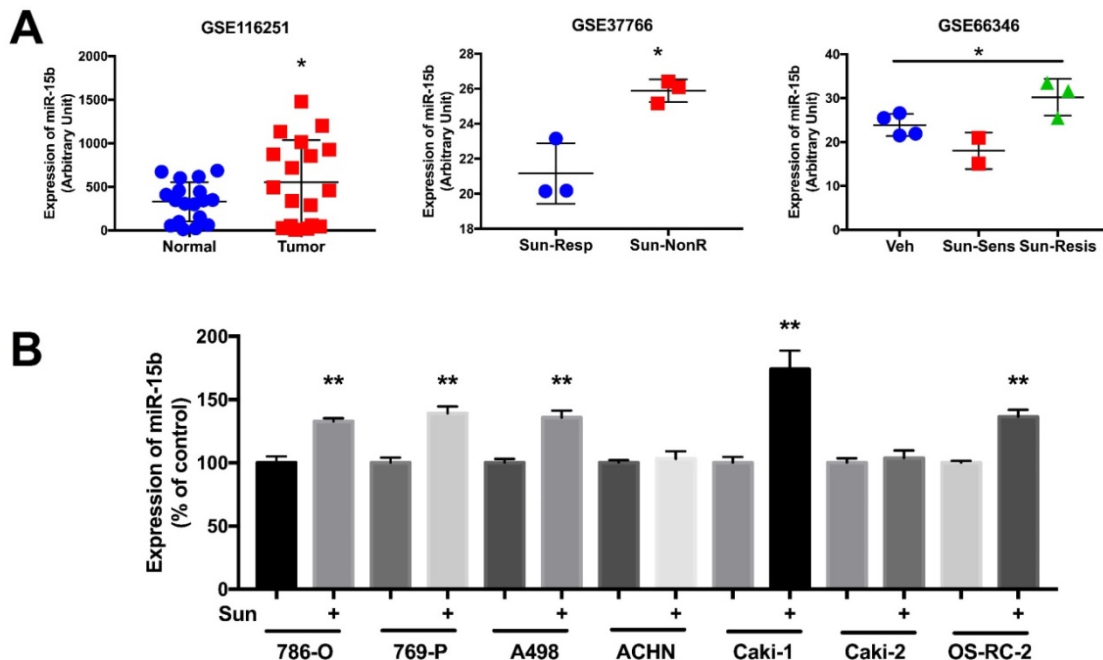 A
GSE116251
Expression of miR-15b
(Arbitrary Unit)
2000
1500
1000
500
0
*
Normal Tumor
GSE37766
Expression of miR-15b
(Arbitrary Unit)
28
26
24
22
20
18
*
Sun-Resp Sun-NonR
GSE66346
Expression of miR-15b
(Arbitrary Unit)
40
30
20
10
0
*
Veh Sun-Sens Sun-Resis
B
Expression of miR-15b
(% of control)
200
150
100
50
0
** ** ** ** **
Sun + + + + + + +
786-O 769-P A498 ACHN Caki-1 Caki-2 OS-RC-2